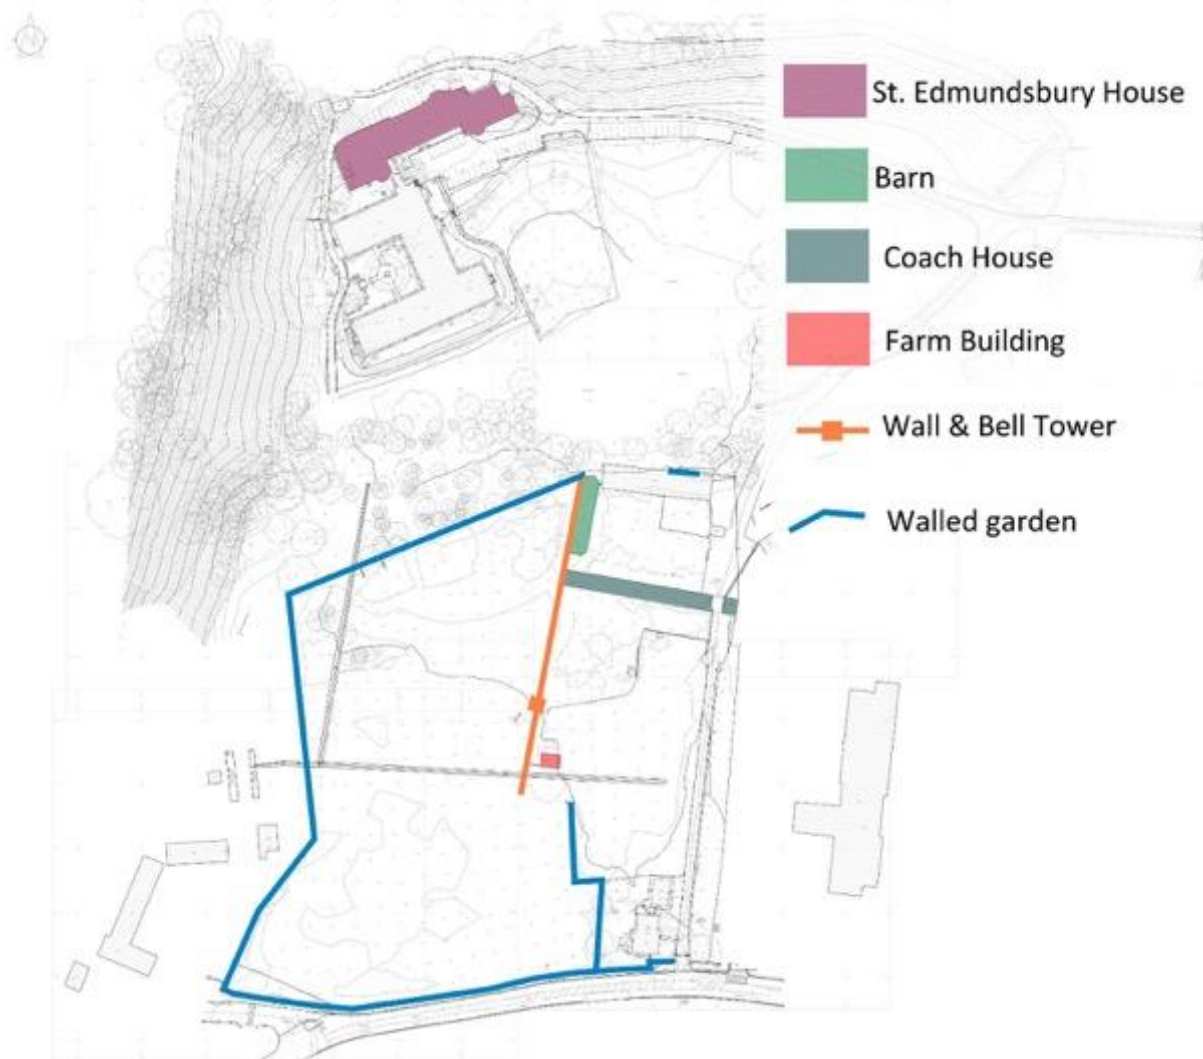 N
St. Edmundsbury House
Barn
Coach House
Farm Building
Wall & Bell Tower
Walled garden